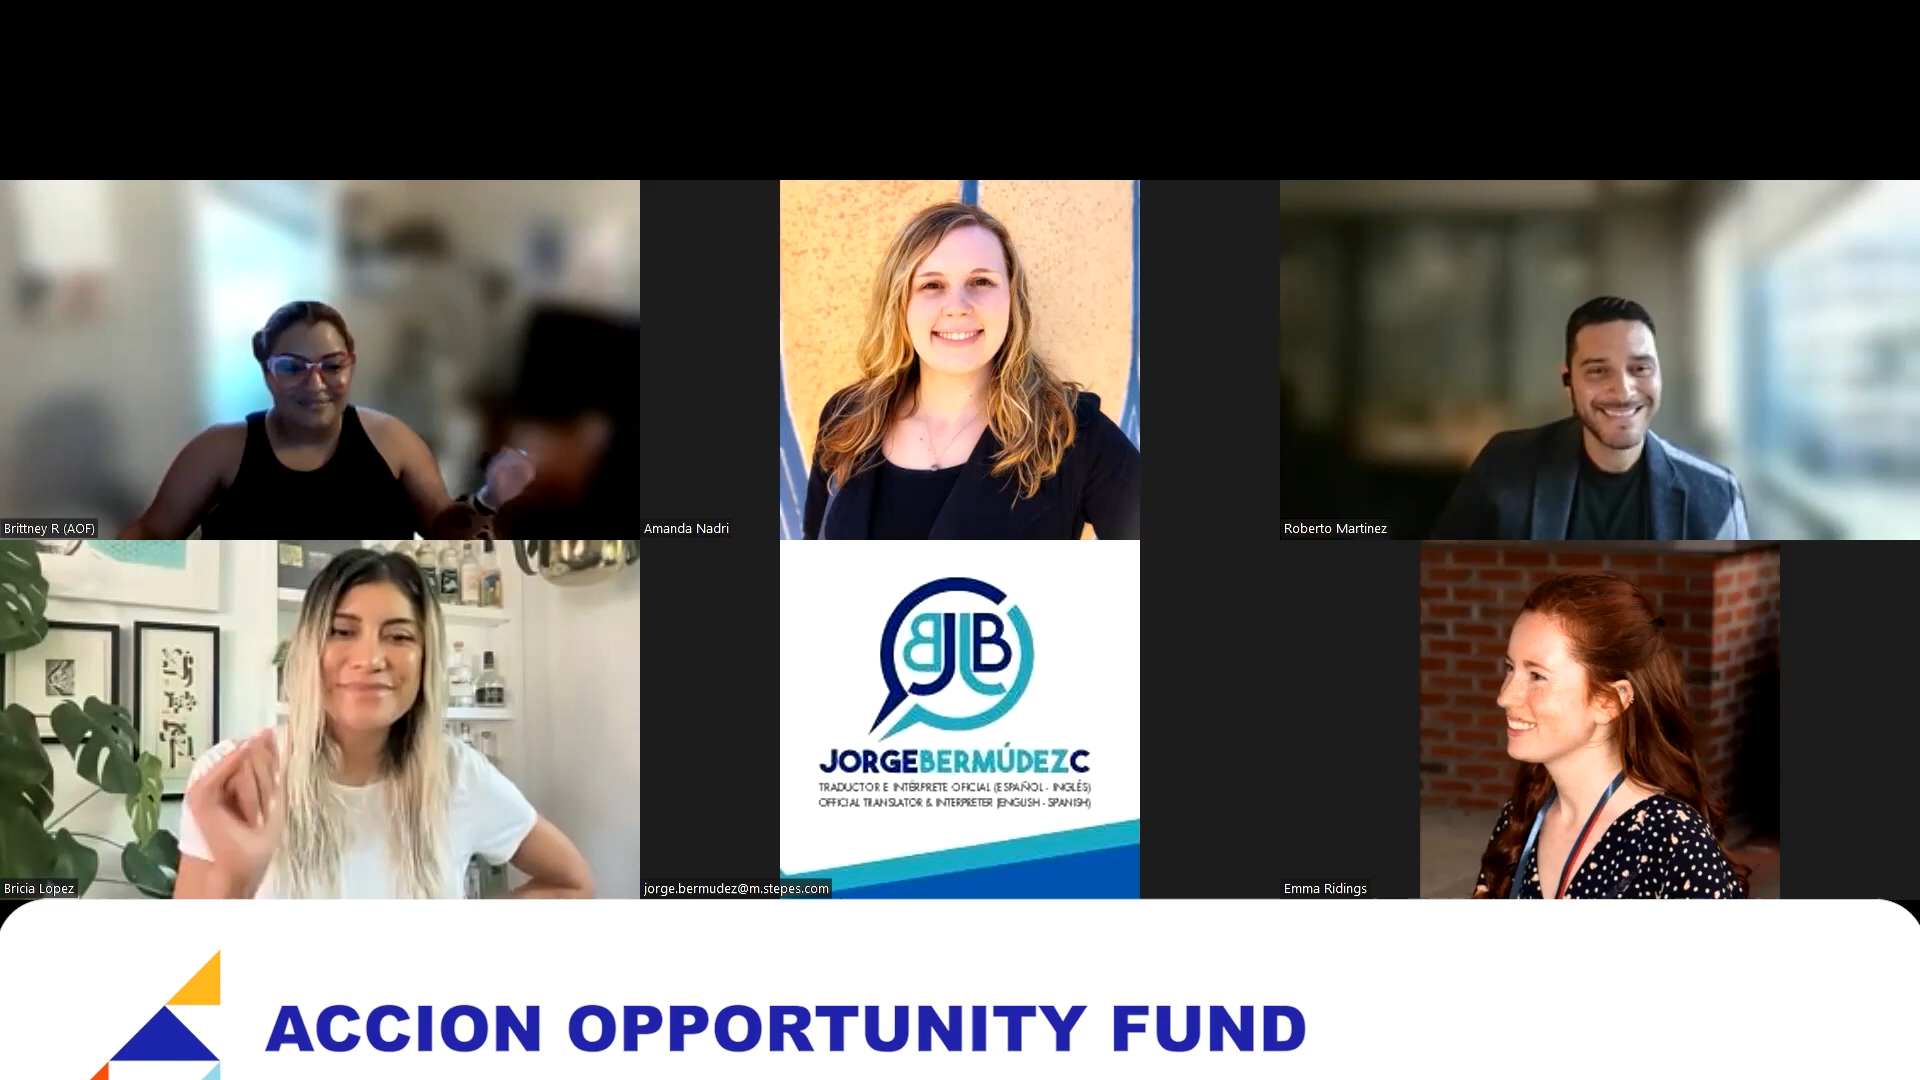 Brittney R (AOF)
Amanda Nadri
Roberto Martinez
Bricia Lopez
BJLB
JORGEBERMÚDEZC
TRADUCTOR E INTÉRPRETE OFICIAL (ESPAÑOL - INGLÉS)
OFFICIAL TRANSLATOR & INTERPRETER (ENGLISH - SPANISH)
jorge.bermudez@m.stepes.com
Emma Ridings
ACCION OPPORTUNITY FUND